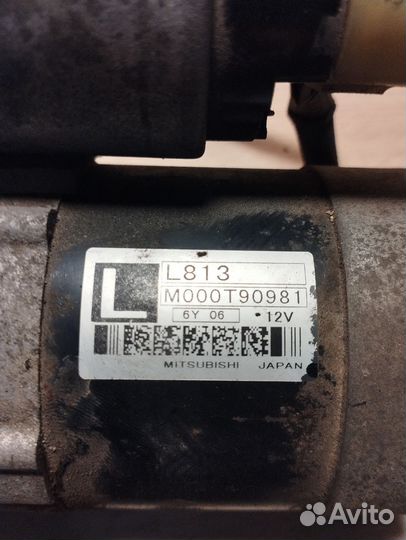 L L813
M000T90981
6Y 06 12V
MITSUBISHI JAPAN
Avito